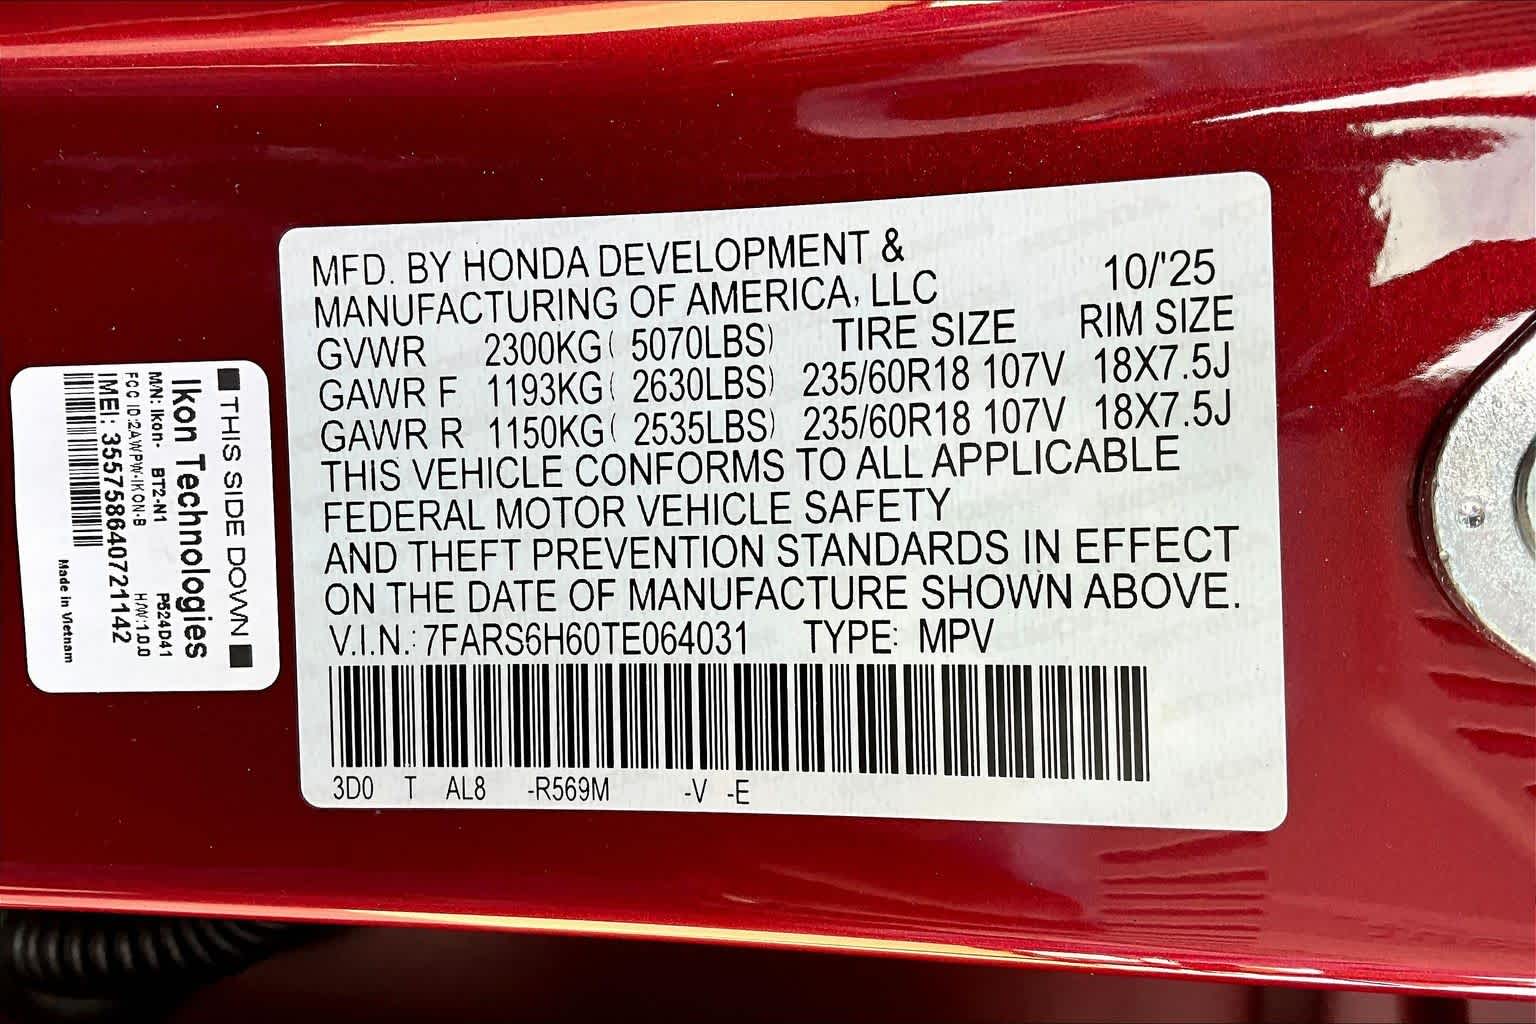 MFD. BY HONDA DEVELOPMENT &
MANUFACTURING OF AMERICA, LLC 10/'25
GVWR 2300KG( 5070LBS) TIRE SIZE RIM SIZE
GAWR F 1193KG( 2630LBS) 235/60R18 107V 18X7.5J
GAWR R 1150KG( 2535LBS) 235/60R18 107V 18X7.5J
THIS VEHICLE CONFORMS TO ALL APPLICABLE
FEDERAL MOTOR VEHICLE SAFETY
AND THEFT PREVENTION STANDARDS IN EFFECT
ON THE DATE OF MANUFACTURE SHOWN ABOVE.
V.I.N.: 7FARS6H60TE064031 TYPE: MPV
3D0 T AL8 -R569M -V -E
THIS SIDE DOWN
Ikon Technologies
M/N: Ikon- BT2-N1 P524D41
FCC ID:2AWPW-IKON-B H/W:1.0.0
IMEI: 355758640721142
Made in Vietnam